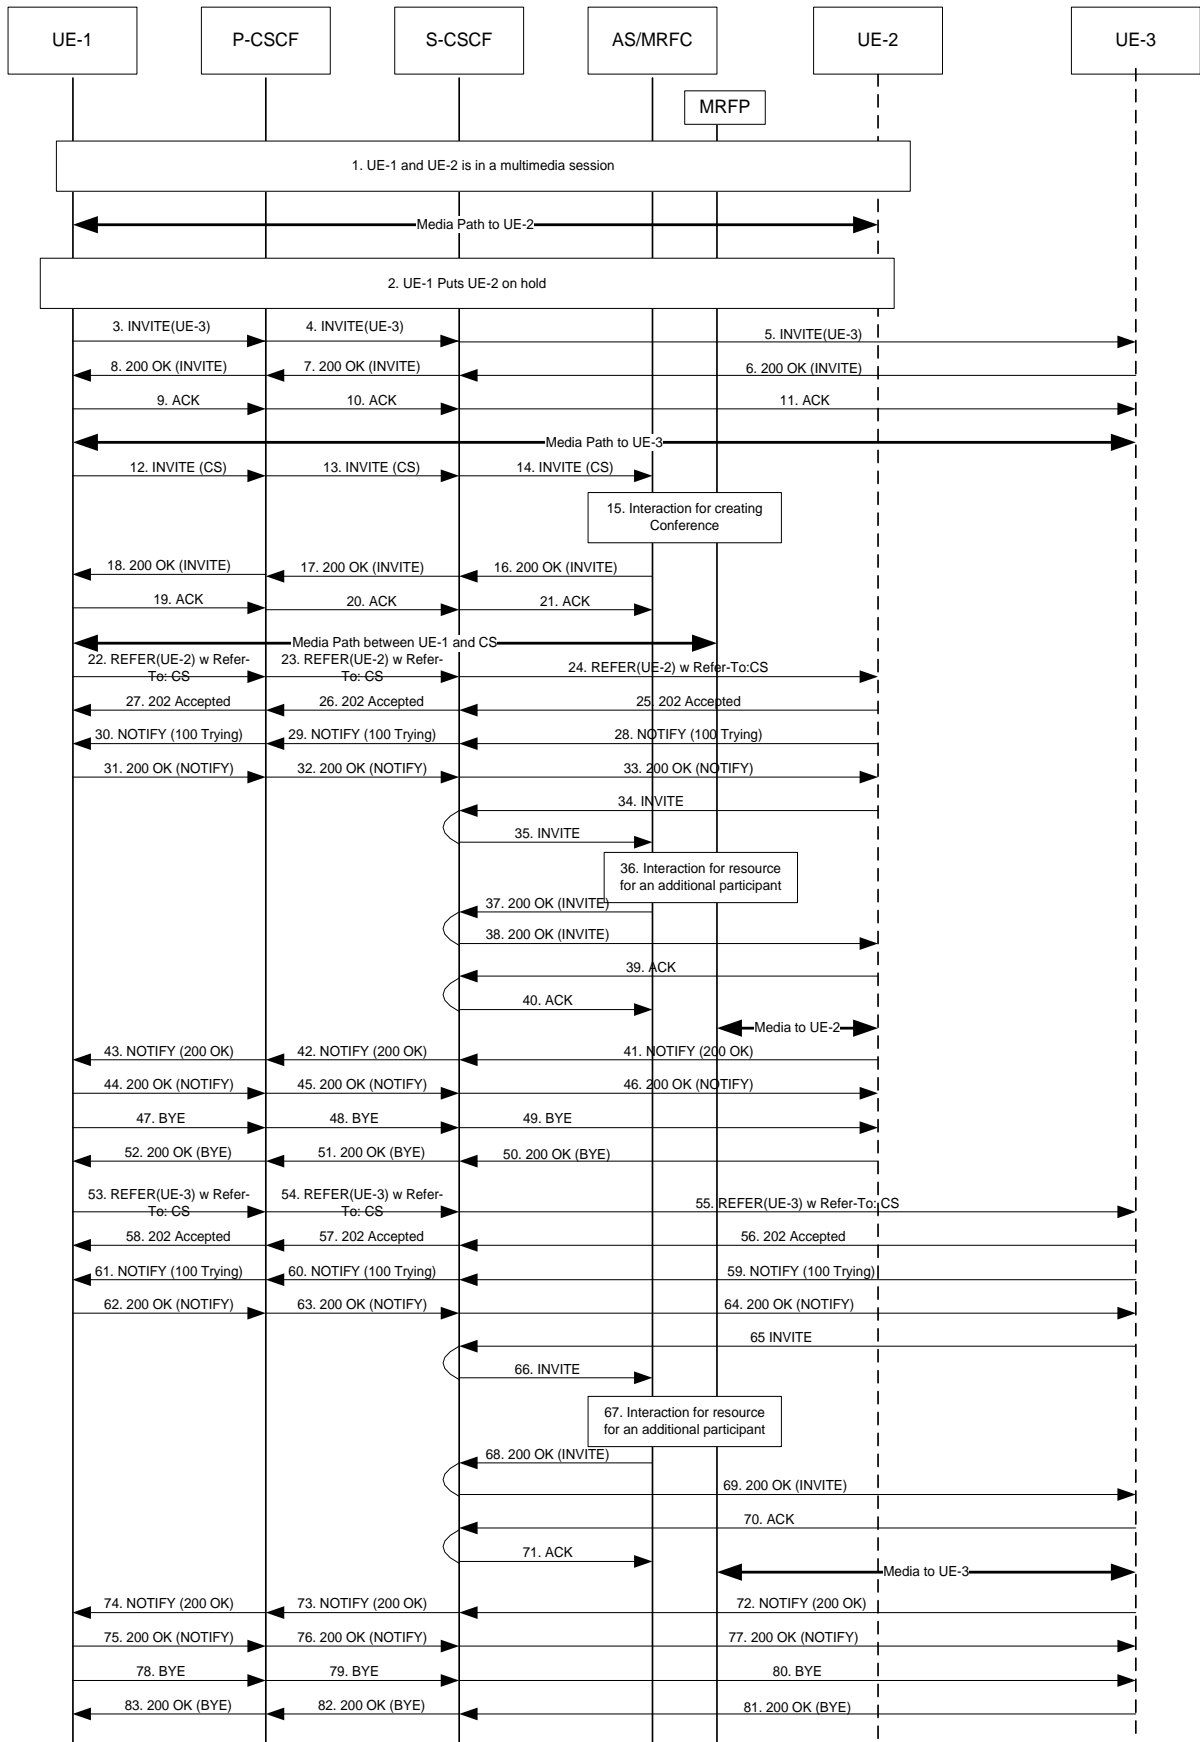 UE-1
P-CSCF
S-CSCF
AS/MRFC
UE-2
UE-3
MRFP
1. UE-1 and UE-2 is in a multimedia session
Media Path to UE-2
2. UE-1 Puts UE-2 on hold
3. INVITE(UE-3)
4. INVITE(UE-3)
5. INVITE(UE-3)
8. 200 OK (INVITE)
7. 200 OK (INVITE)
6. 200 OK (INVITE)
9. ACK
10. ACK
11. ACK
Media Path to UE-3
12. INVITE (CS)
13. INVITE (CS)
14. INVITE (CS)
15. Interaction for creating
Conference
18. 200 OK (INVITE)
17. 200 OK (INVITE)
16. 200 OK (INVITE)
19. ACK
20. ACK
21. ACK
Media Path between UE-1 and CS
22. REFER(UE-2) w Refer-
To: CS
23. REFER(UE-2) w Refer-
To: CS
24. REFER(UE-2) w Refer-To:CS
27. 202 Accepted
26. 202 Accepted
25. 202 Accepted
30. NOTIFY (100 Trying)
29. NOTIFY (100 Trying)
28. NOTIFY (100 Trying)
31. 200 OK (NOTIFY)
32. 200 OK (NOTIFY)
33. 200 OK (NOTIFY)
34. INVITE
35. INVITE
36. Interaction for resource
for an additional participant
37. 200 OK (INVITE)
38. 200 OK (INVITE)
39. ACK
40. ACK
Media to UE-2
43. NOTIFY (200 OK)
42. NOTIFY (200 OK)
41. NOTIFY (200 OK)
44. 200 OK (NOTIFY)
45. 200 OK (NOTIFY)
46. 200 OK (NOTIFY)
47. BYE
48. BYE
49. BYE
52. 200 OK (BYE)
51. 200 OK (BYE)
50. 200 OK (BYE)
53. REFER(UE-3) w Refer-
To: CS
54. REFER(UE-3) w Refer-
To: CS
55. REFER(UE-3) w Refer-To: CS
58. 202 Accepted
57. 202 Accepted
56. 202 Accepted
61. NOTIFY (100 Trying)
60. NOTIFY (100 Trying)
59. NOTIFY (100 Trying)
62. 200 OK (NOTIFY)
63. 200 OK (NOTIFY)
64. 200 OK (NOTIFY)
65 INVITE
66. INVITE
67. Interaction for resource
for an additional participant
68. 200 OK (INVITE)
69. 200 OK (INVITE)
70. ACK
71. ACK
Media to UE-3
74. NOTIFY (200 OK)
73. NOTIFY (200 OK)
72. NOTIFY (200 OK)
75. 200 OK (NOTIFY)
76. 200 OK (NOTIFY)
77. 200 OK (NOTIFY)
78. BYE
79. BYE
80. BYE
83. 200 OK (BYE)
82. 200 OK (BYE)
81. 200 OK (BYE)